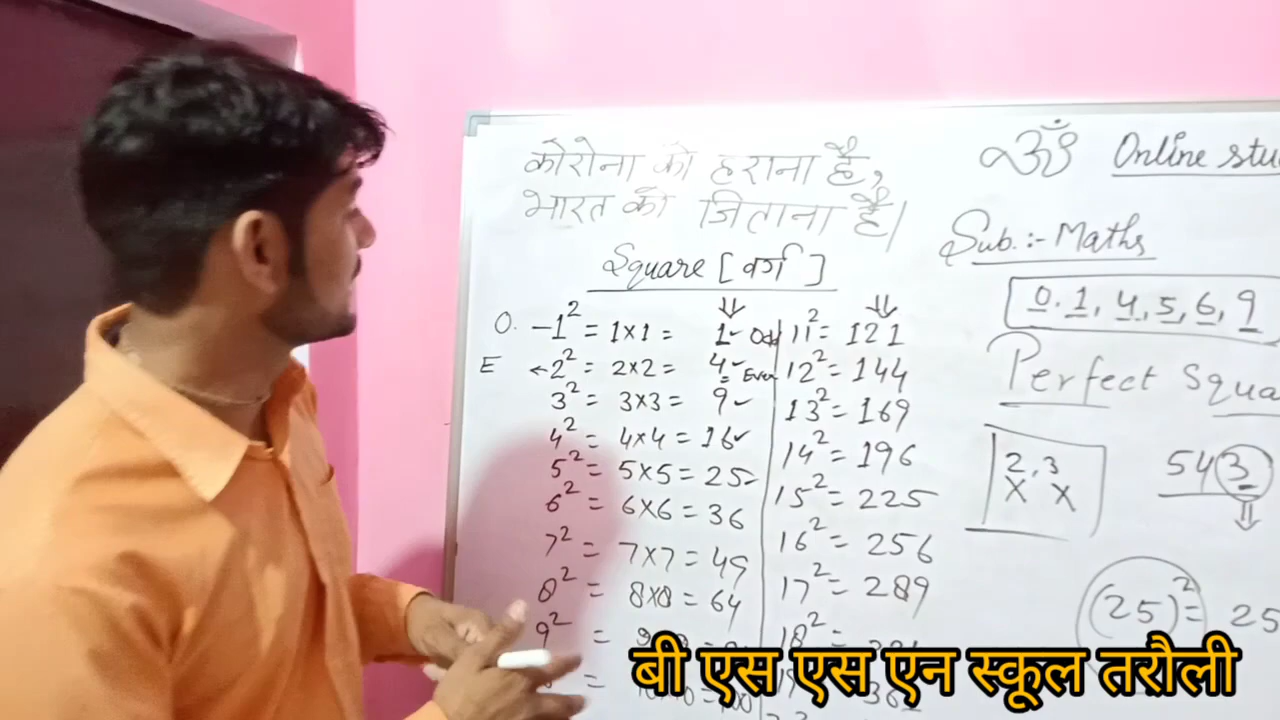 कोरोना को हराना है,
भारत को जिताना है।
Square [वर्ग]
O. -1² = 1×1 = 1 Odd
E ←2² = 2×2 = 4 Even
3² = 3×3 = 9
4² = 4×4 = 16
5² = 5×5 = 25
6² = 6×6 = 36
7² = 7×7 = 49
8² = 8×8 = 64
9² =
11² = 121
12² = 144
13² = 169
14² = 196
15² = 225
16² = 256
17² = 289
18² =
ॐ Online
Sub.:- Maths
0. 1, 4, 5, 6, 9
Perfect
2, 3
X X
543
(25)² = 25
बी एस एस एन स्कूल तरौली